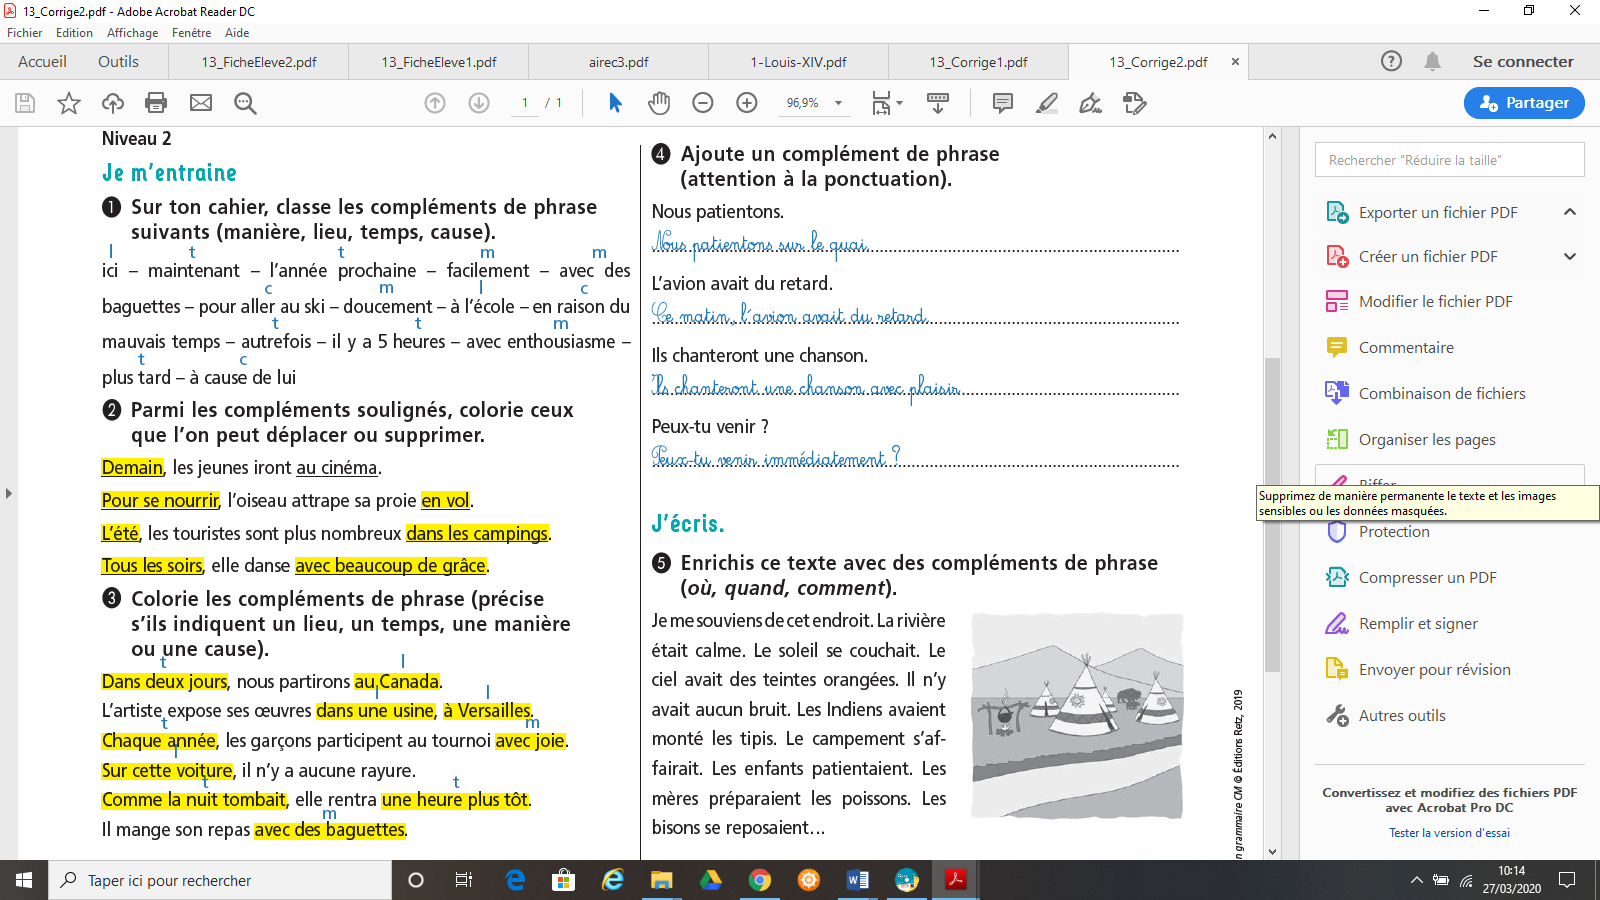 13_Corrige2.pdf - Adobe Acrobat Reader DC
Fichier Edition Affichage Fenêtre Aide
Accueil Outils 13_FicheEleve2.pdf 13_FicheEleve1.pdf airec3.pdf 1-Louis-XIV.pdf 13_Corrige1.pdf 13_Corrige2.pdf × ? Se connecter
1 / 1 96,9% Partager
Niveau 2
Je m'entraine
1 Sur ton cahier, classe les compléments de phrase
suivants (manière, lieu, temps, cause).
l t t m m
ici – maintenant – l'année prochaine – facilement – avec des
c m l c
baguettes – pour aller au ski – doucement – à l'école – en raison du
t t m
mauvais temps – autrefois – il y a 5 heures – avec enthousiasme –
t c
plus tard – à cause de lui
2 Parmi les compléments soulignés, colorie ceux
que l'on peut déplacer ou supprimer.
Demain, les jeunes iront au cinéma.
Pour se nourrir, l'oiseau attrape sa proie en vol.
L'été, les touristes sont plus nombreux dans les campings.
Tous les soirs, elle danse avec beaucoup de grâce.
3 Colorie les compléments de phrase (précise
s'ils indiquent un lieu, un temps, une manière
ou une cause).
t l
Dans deux jours, nous partirons au Canada.
l l
L'artiste expose ses œuvres dans une usine, à Versailles.
t m
Chaque année, les garçons participent au tournoi avec joie.
l
Sur cette voiture, il n'y a aucune rayure.
t t
Comme la nuit tombait, elle rentra une heure plus tôt.
m
Il mange son repas avec des baguettes.
4 Ajoute un complément de phrase
(attention à la ponctuation).
Nous patientons.
Nous patientons sur le quai.
L'avion avait du retard.
Ce matin, l'avion avait du retard.
Ils chanteront une chanson.
Ils chanteront une chanson avec plaisir.
Peux-tu venir ?
Peux-tu venir immédiatement ?
J'écris.
5 Enrichis ce texte avec des compléments de phrase
(où, quand, comment).
Je me souviens de cet endroit. La rivière
était calme. Le soleil se couchait. Le
ciel avait des teintes orangées. Il n'y
avait aucun bruit. Les Indiens avaient
monté les tipis. Le campement s'af-
fairait. Les enfants patientaient. Les
mères préparaient les poissons. Les
bisons se reposaient...
n grammaire CM © Éditions Retz, 2019
Rechercher "Réduire la taille"
Exporter un fichier PDF
Créer un fichier PDF
Modifier le fichier PDF
Commentaire
Combinaison de fichiers
Organiser les pages
Biffer
Supprimez de manière permanente le texte et les images
sensibles ou les données masquées.
Protection
Compresser un PDF
Remplir et signer
Envoyer pour révision
Autres outils
Convertissez et modifiez des fichiers PDF
avec Acrobat Pro DC
Tester la version d'essai
Taper ici pour rechercher
10:14
27/03/2020